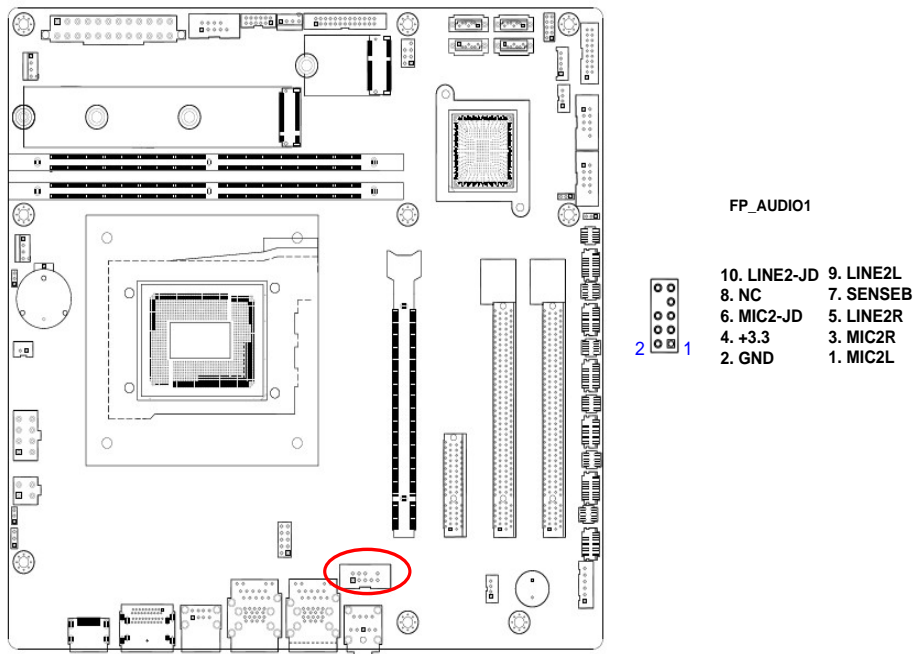 FP_AUDIO1
10. LINE2-JD 9. LINE2L
8. NC 7. SENSEB
6. MIC2-JD 5. LINE2R
4. +3.3 3. MIC2R
2. GND 1. MIC2L
2 1